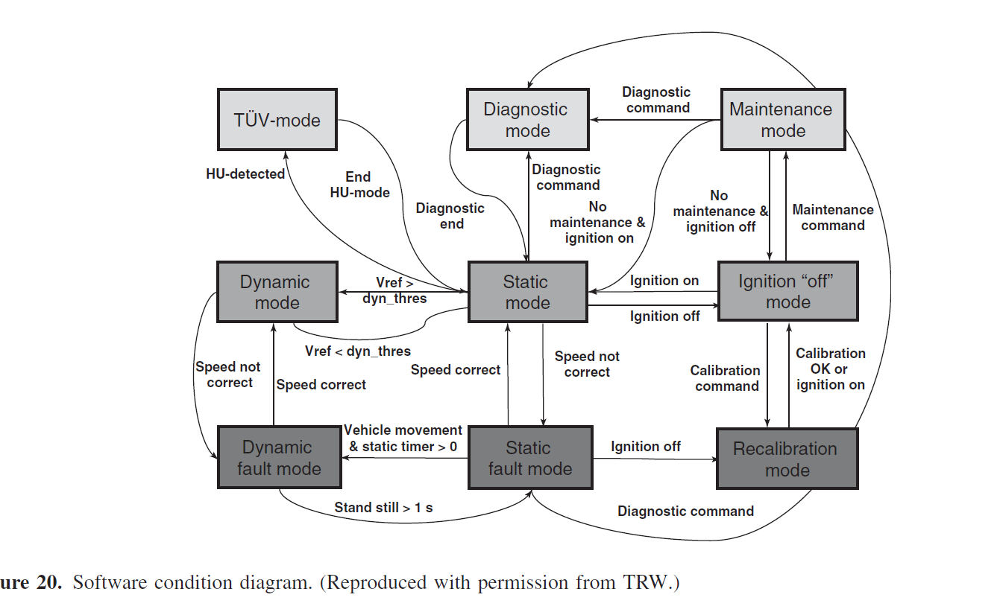 TÜV-mode
Diagnostic
mode
Diagnostic
command
Maintenance
mode
HU-detected
End
HU-mode
Diagnostic
end
Diagnostic
command
No
maintenance &
ignition on
No
maintenance &
ignition off
Maintenance
command
Dynamic
mode
Vref >
dyn_thres
Static
mode
Ignition on
Ignition off
Ignition “off”
mode
Vref < dyn_thres
Speed not
correct
Speed correct
Speed correct
Speed not
correct
Calibration
command
Calibration
OK or
ignition on
Dynamic
fault mode
Vehicle movement
& static timer > 0
Static
fault mode
Ignition off
Recalibration
mode
Stand still > 1 s
Diagnostic command
ure 20. Software condition diagram. (Reproduced with permission from TRW.)